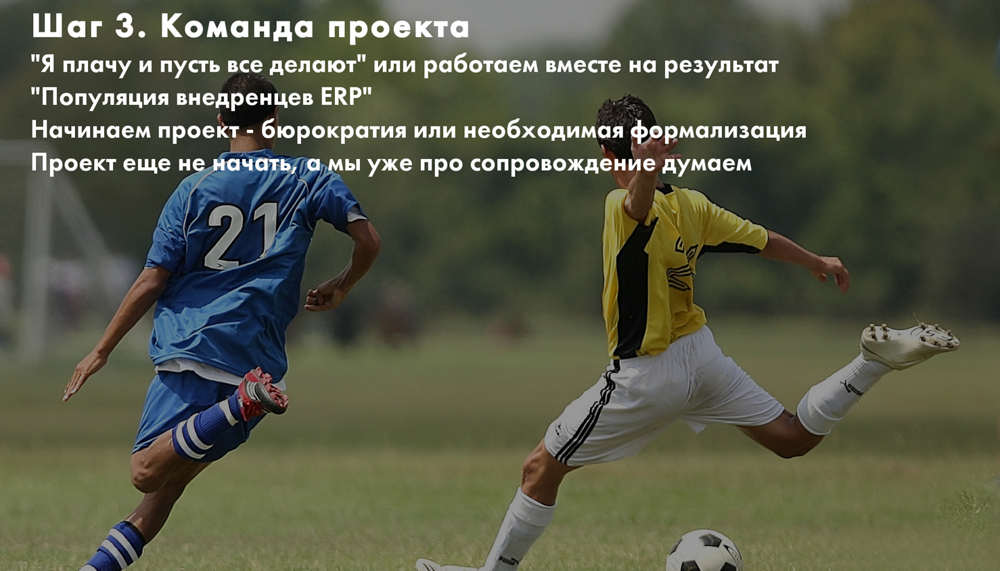 Шаг 3. Команда проекта
"Я плачу и пусть все делают" или работаем вместе на результат
"Популяция внедренцев ERP"
Начинаем проект - бюрократия или необходимая формализация
Проект еще не начать, а мы уже про сопровождение думаем
21